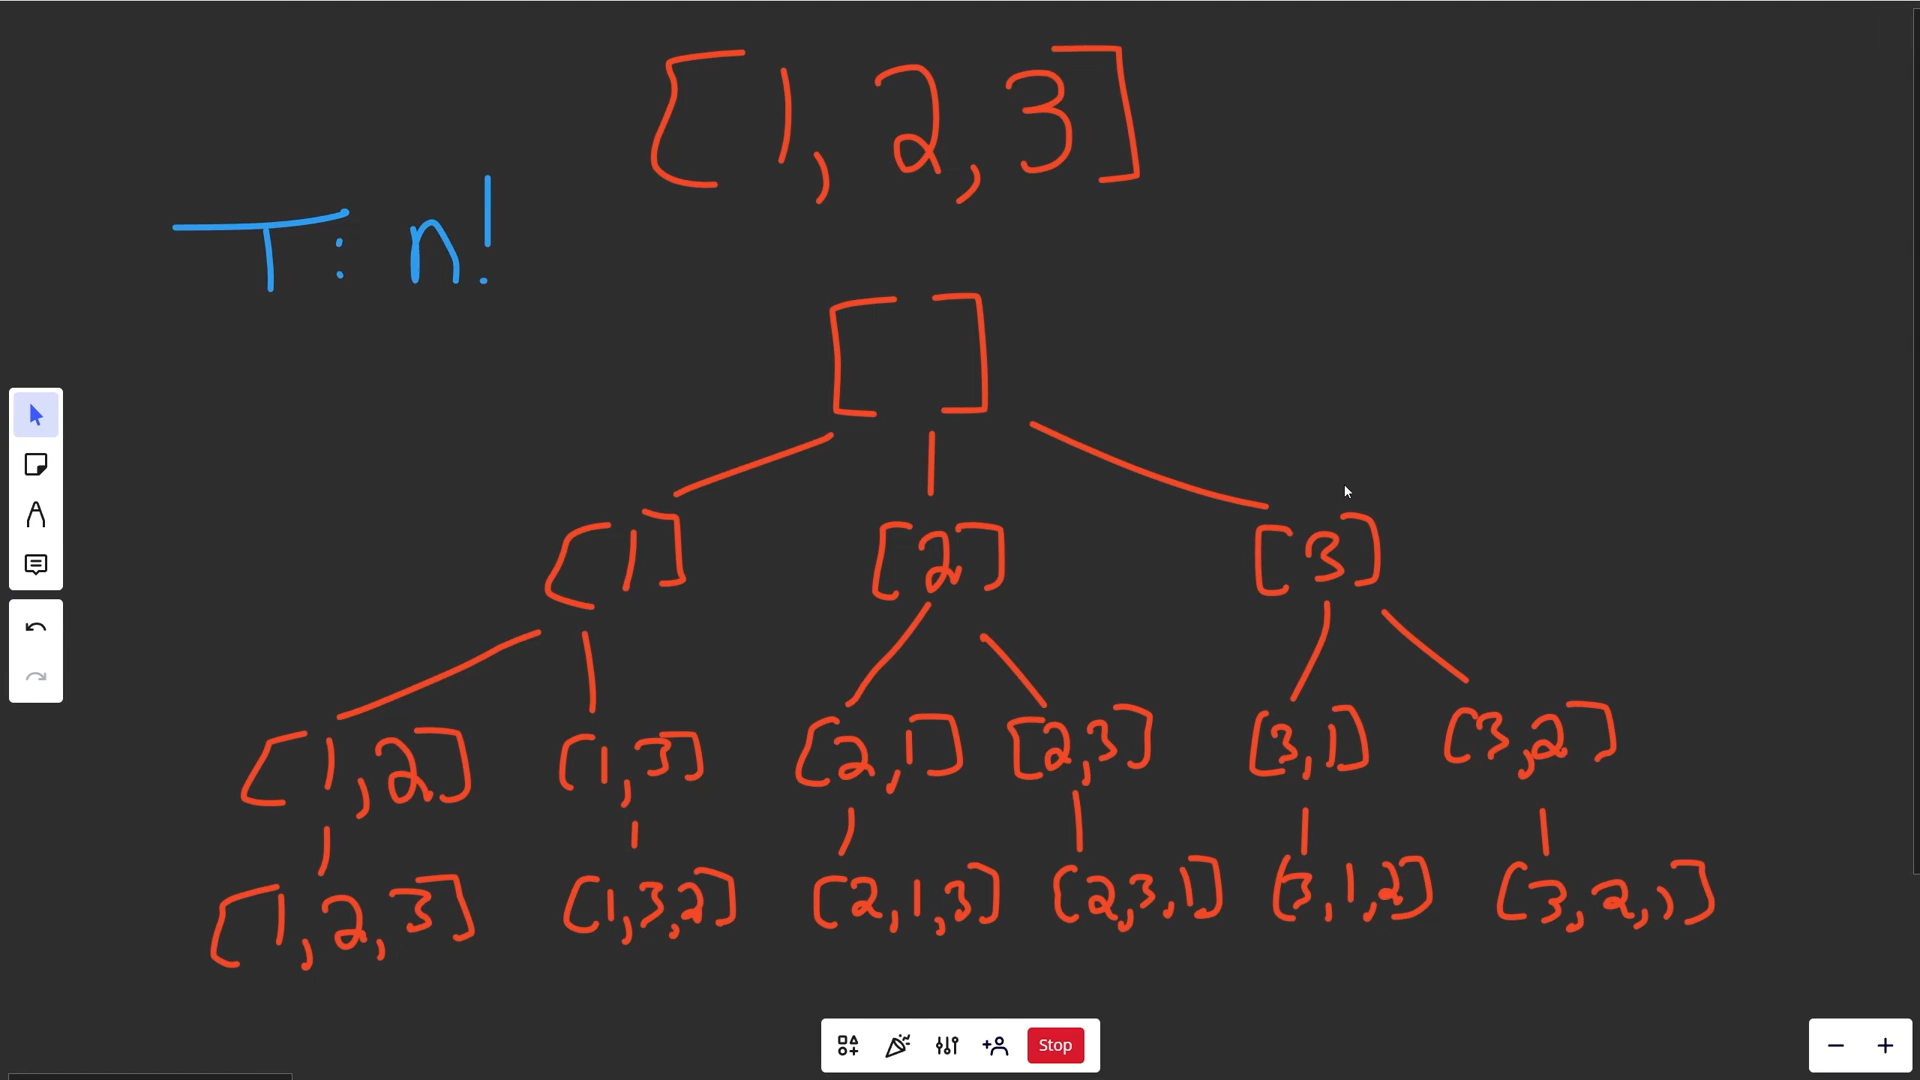 [1, 2, 3]
T: n!
[ ]
[1] [2] [3]
[1,2] [1,3] [2,1] [2,3] [3,1] [3,2]
[1,2,3] [1,3,2] [2,1,3] [2,3,1] [3,1,2] [3,2,1]
Stop